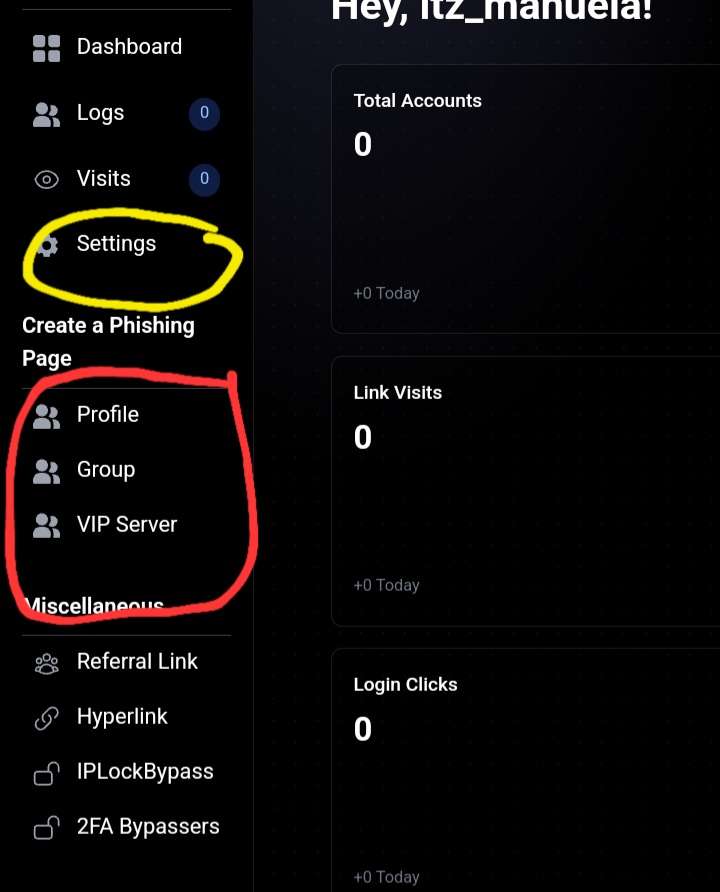 Hey, itz_manuela!
Dashboard
Logs
0
Visits
0
Settings
Create a Phishing
Page
Profile
Group
VIP Server
Miscellaneous
Referral Link
Hyperlink
IPLockBypass
2FA Bypassers
Total Accounts
0
+0 Today
Link Visits
0
+0 Today
Login Clicks
0
+0 Today